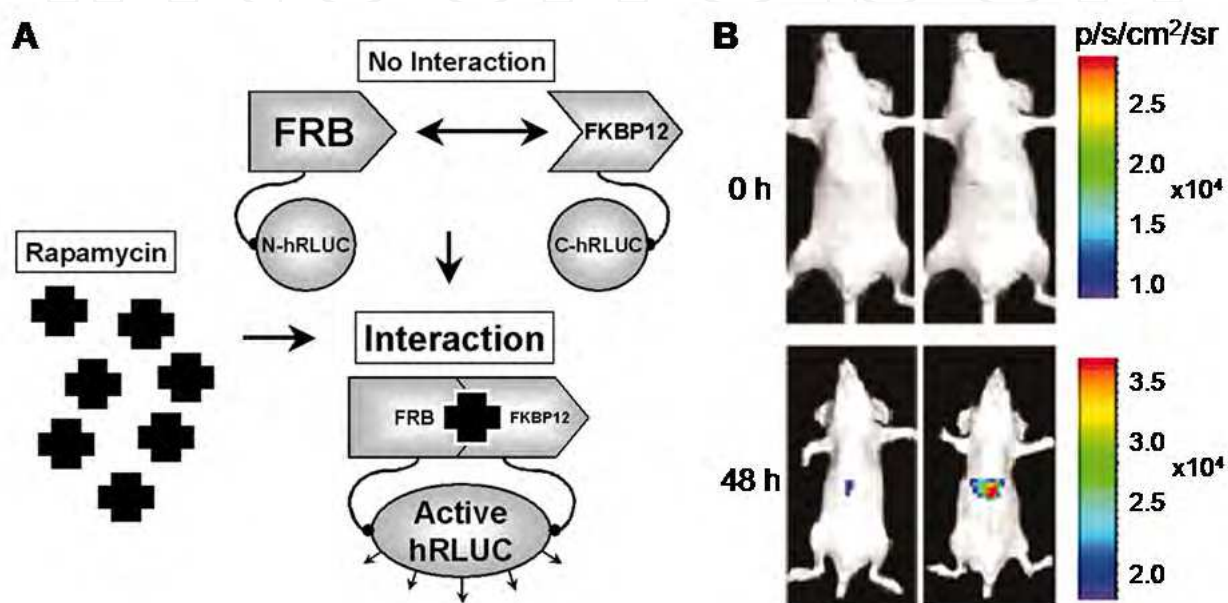 A
No Interaction
FRB
FKBP12
N-hRLUC
C-hRLUC
Rapamycin
Interaction
FRB
FKBP12
Active
hRLUC
B
p/s/cm²/sr
0 h
2.5
2.0
x10⁴
1.5
1.0
48 h
3.5
3.0
x10⁴
2.5
2.0